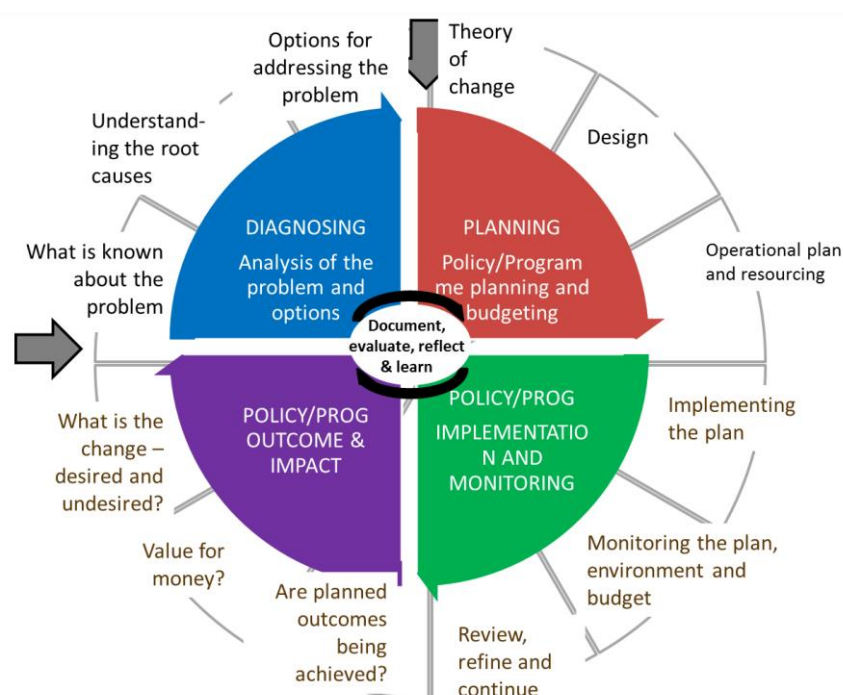 Options for
addressing the
problem
Theory
of
change
Understand-
ing the root
causes
Design
What is known
about the
problem
Operational plan
and resourcing
DIAGNOSING
Analysis of the
problem and
options
PLANNING
Policy/Program
me planning and
budgeting
Document,
evaluate, reflect
& learn
POLICY/PROG
OUTCOME &
IMPACT
POLICY/PROG
IMPLEMENTATIO
N AND
MONITORING
Implementing
the plan
What is the
change –
desired and
undesired?
Monitoring the plan,
environment and
budget
Value for
money?
Are planned
outcomes
being
achieved?
Review,
refine and
continue